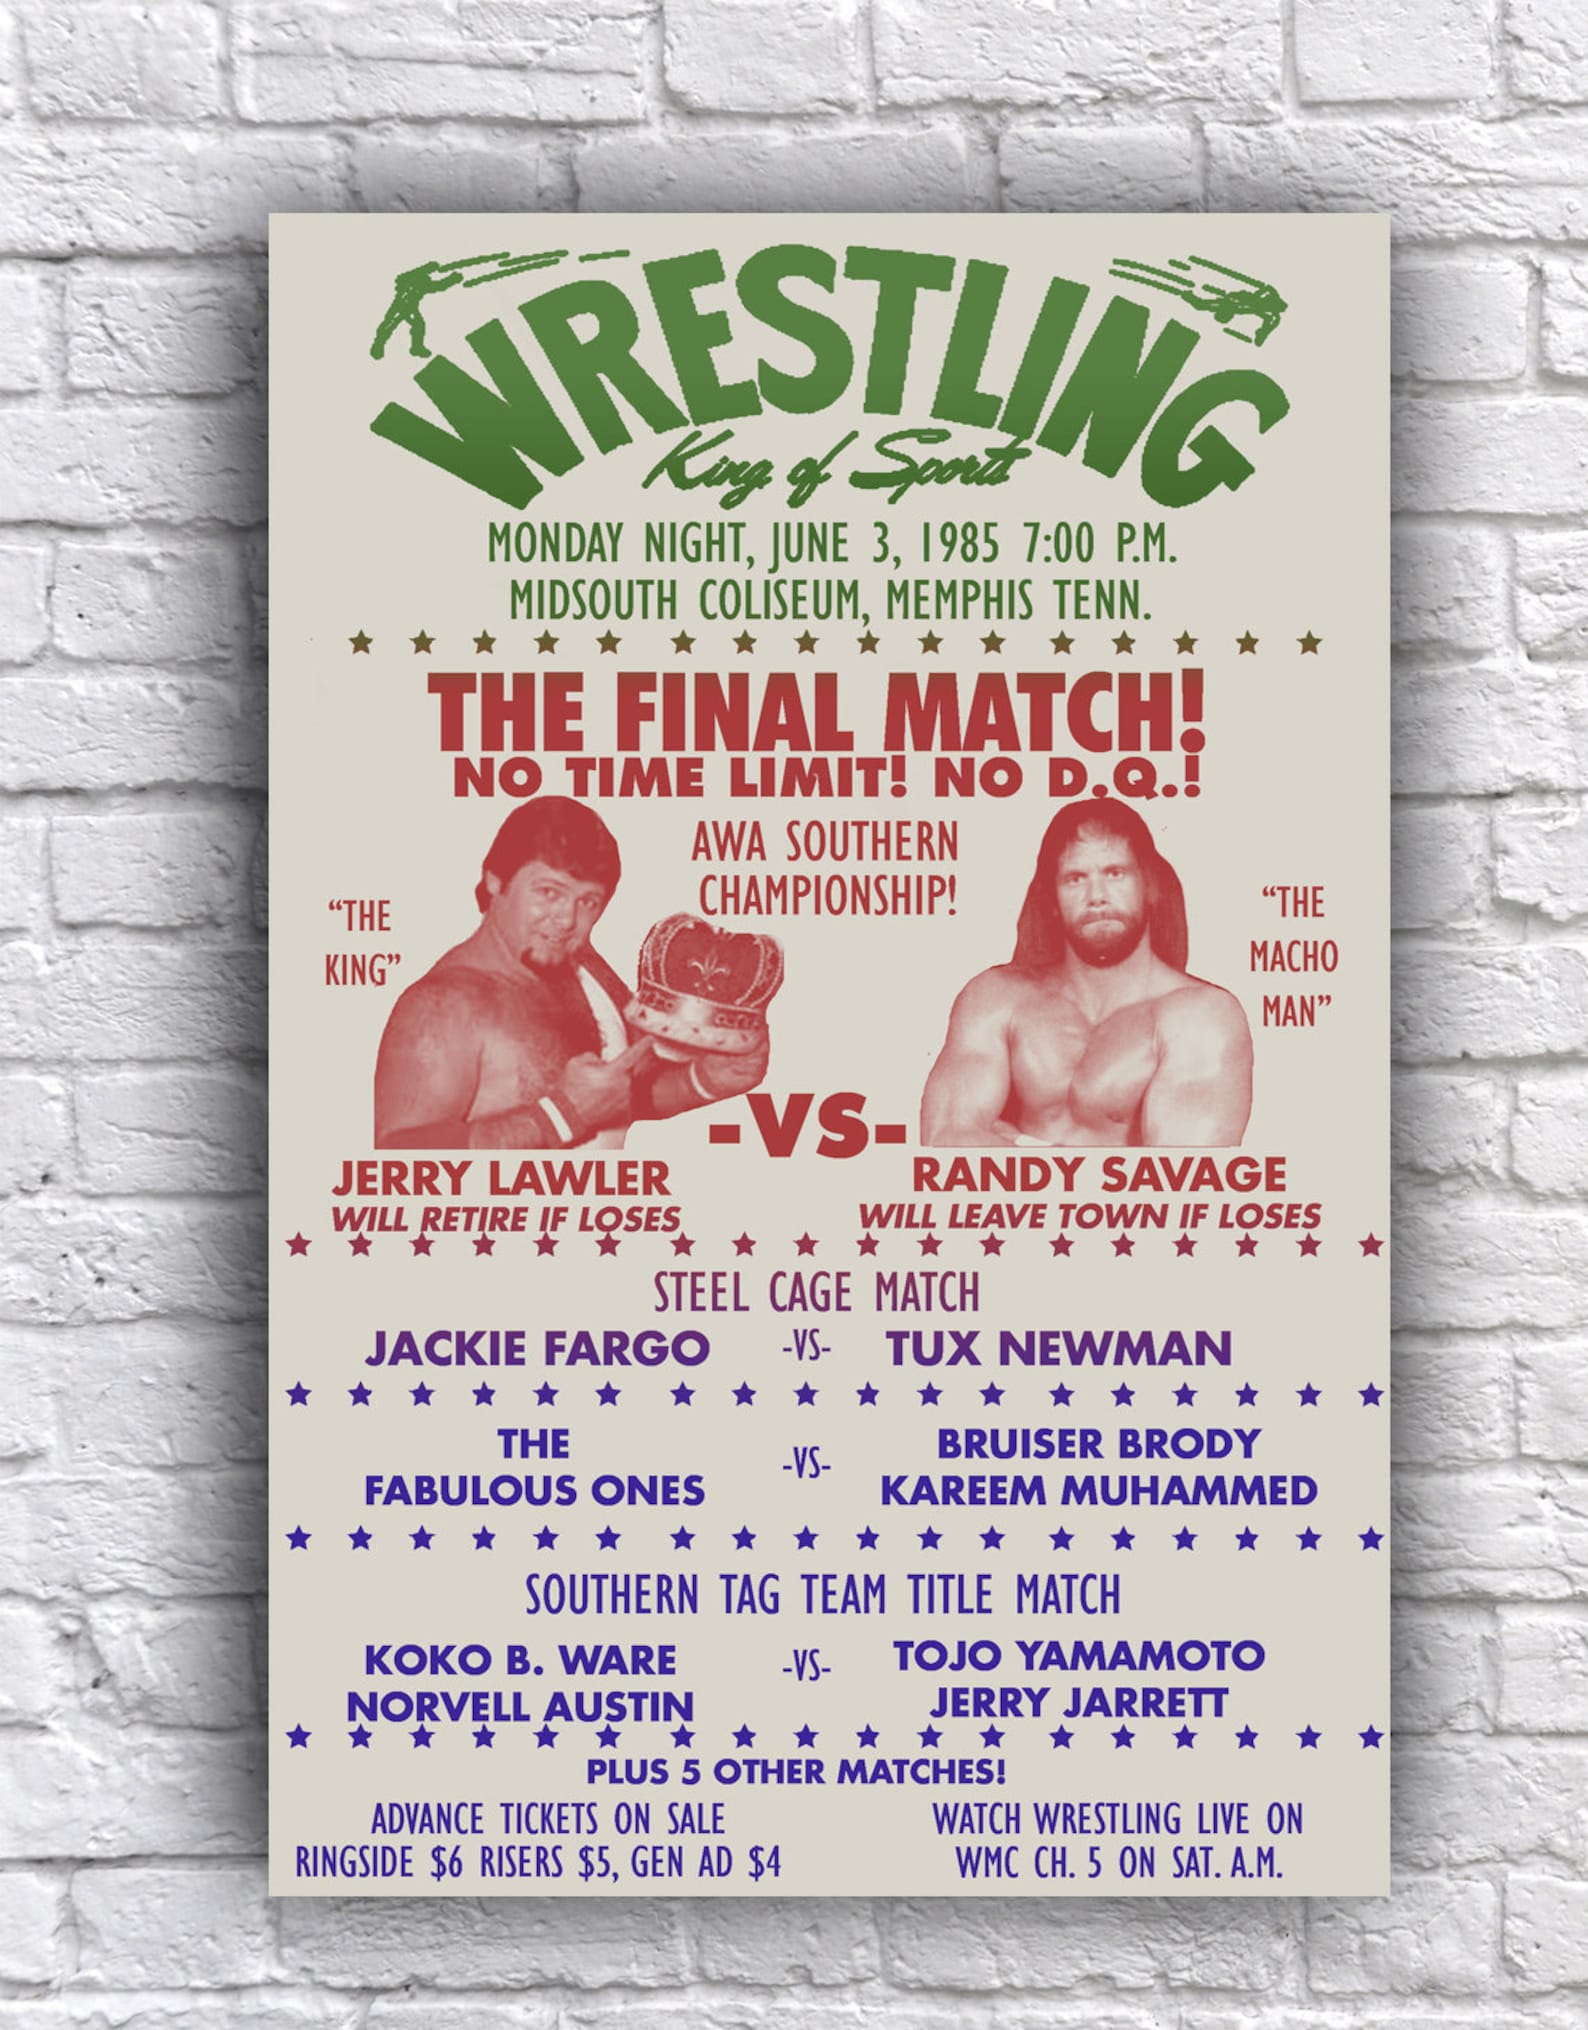 WRESTLING
King of Sports
MONDAY NIGHT, JUNE 3, 1985 7:00 P.M.
MIDSOUTH COLISEUM, MEMPHIS TENN.
THE FINAL MATCH!
NO TIME LIMIT! NO D.Q.!
AWA SOUTHERN
CHAMPIONSHIP!
“THE
KING”
“THE
MACHO
MAN”
-VS-
JERRY LAWLER
WILL RETIRE IF LOSES
RANDY SAVAGE
WILL LEAVE TOWN IF LOSES
STEEL CAGE MATCH
JACKIE FARGO -VS- TUX NEWMAN
THE
FABULOUS ONES
-VS-
BRUISER BRODY
KAREEM MUHAMMED
SOUTHERN TAG TEAM TITLE MATCH
KOKO B. WARE
NORVELL AUSTIN
-VS-
TOJO YAMAMOTO
JERRY JARRETT
PLUS 5 OTHER MATCHES!
ADVANCE TICKETS ON SALE
RINGSIDE $6 RISERS $5, GEN AD $4
WATCH WRESTLING LIVE ON
WMC CH. 5 ON SAT. A.M.